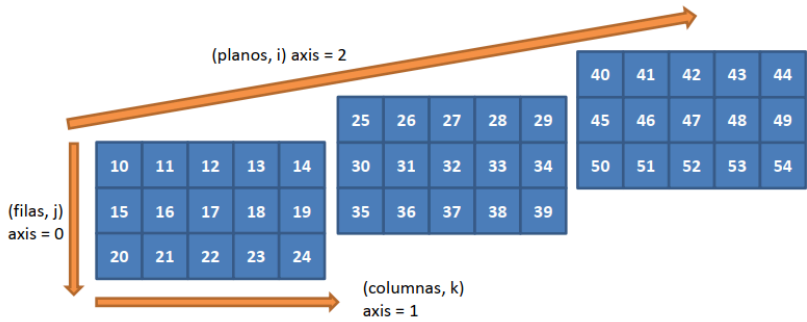 (planos, i) axis = 2
40 41 42 43 44
45 46 47 48 49
50 51 52 53 54
25 26 27 28 29
30 31 32 33 34
35 36 37 38 39
10 11 12 13 14
15 16 17 18 19
20 21 22 23 24
(filas, j)
axis = 0
(columnas, k)
axis = 1